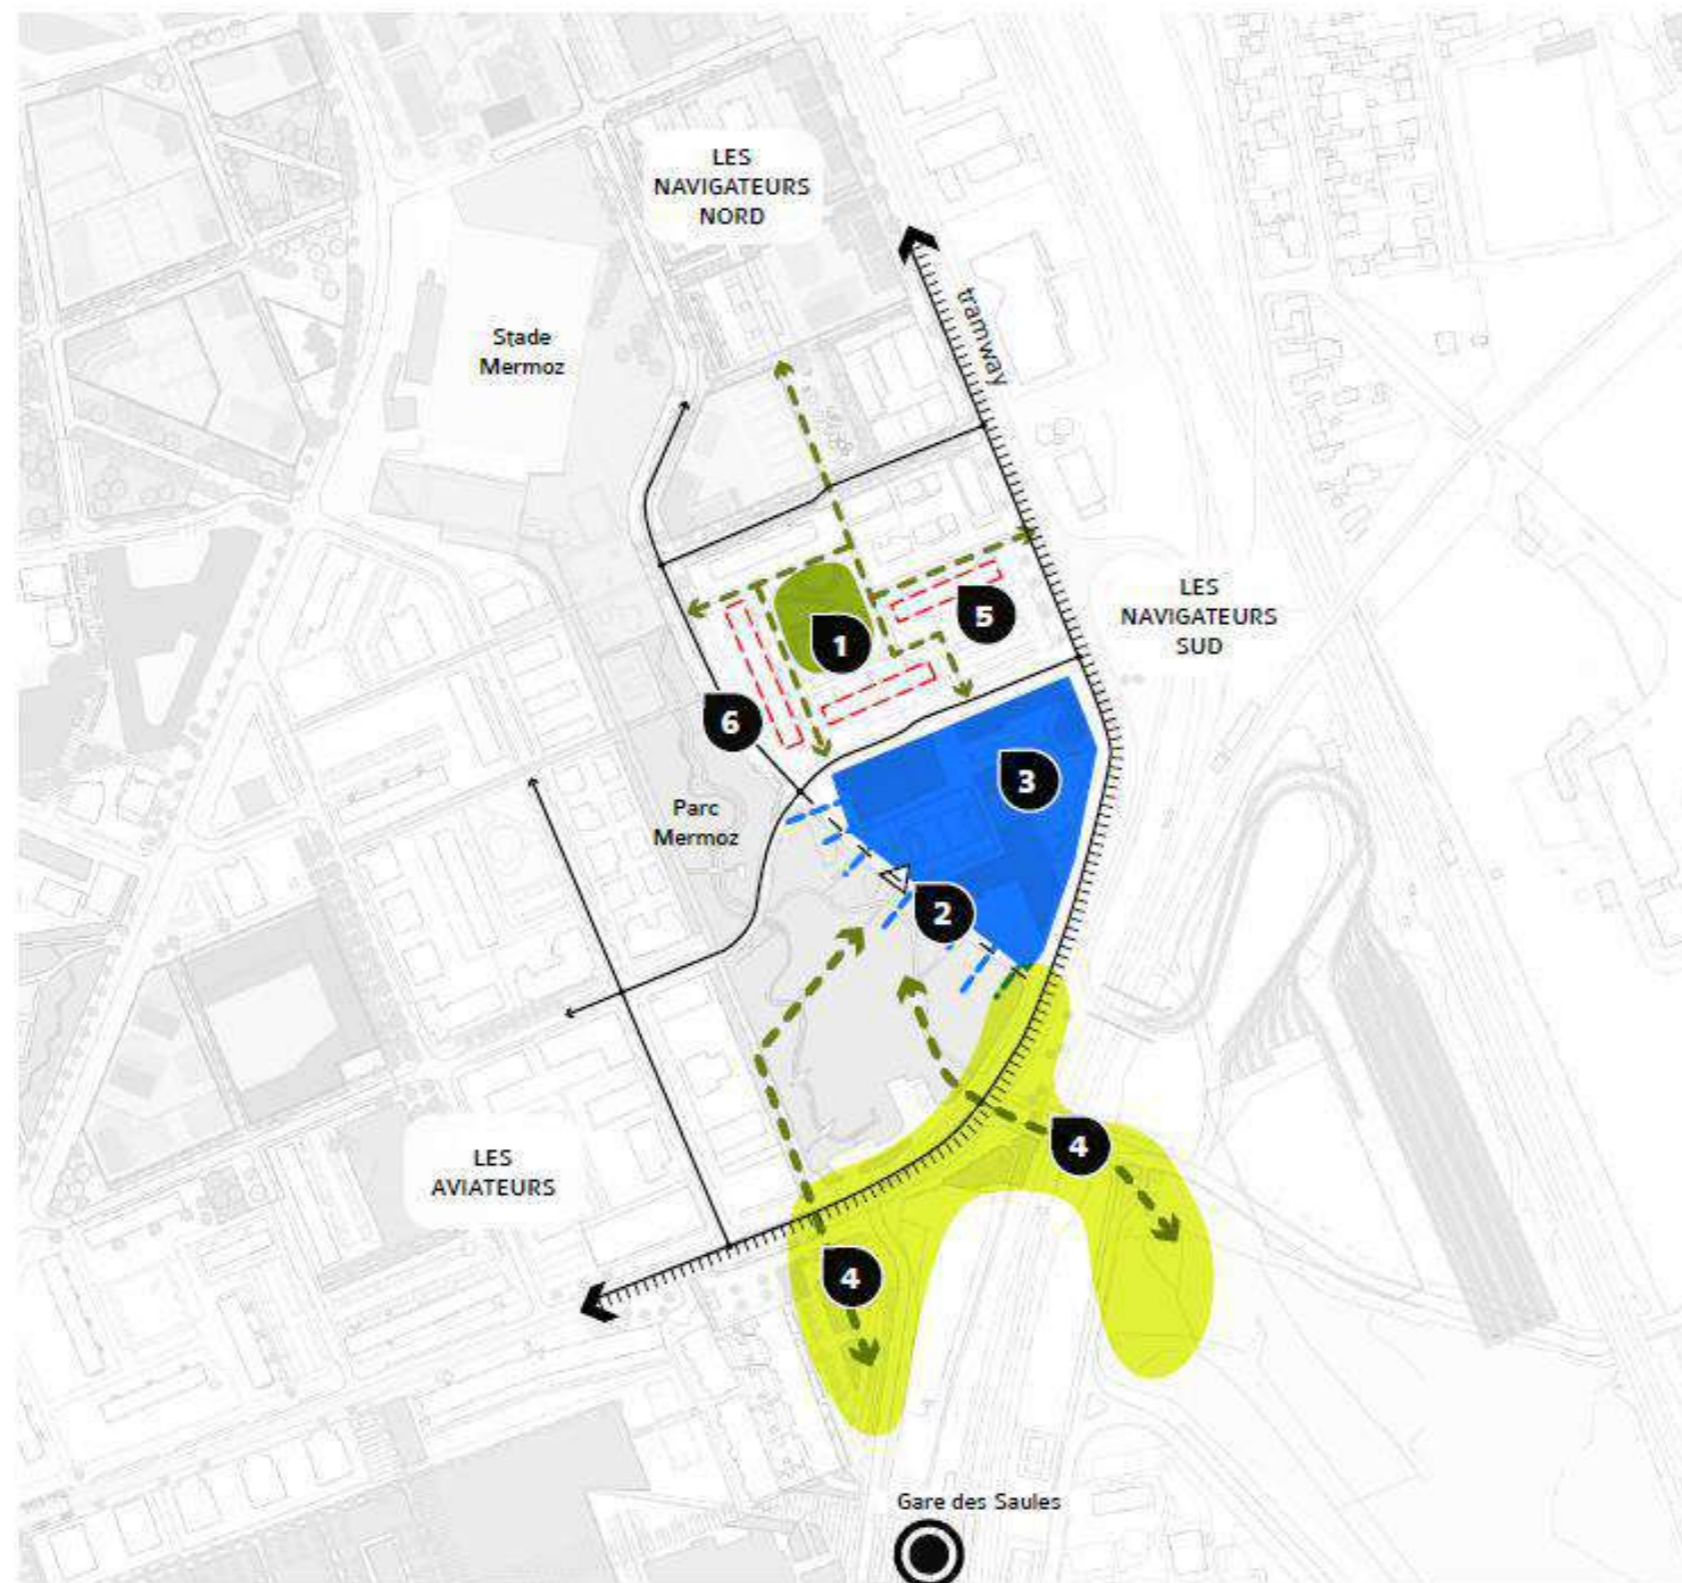 LES
NAVIGATEURS
NORD
tramway
Stade
Mermoz
LES
NAVIGATEURS
SUD
5
1
6
3
Parc
Mermoz
2
4
LES
AVIATEURS
4
Gare des Saules